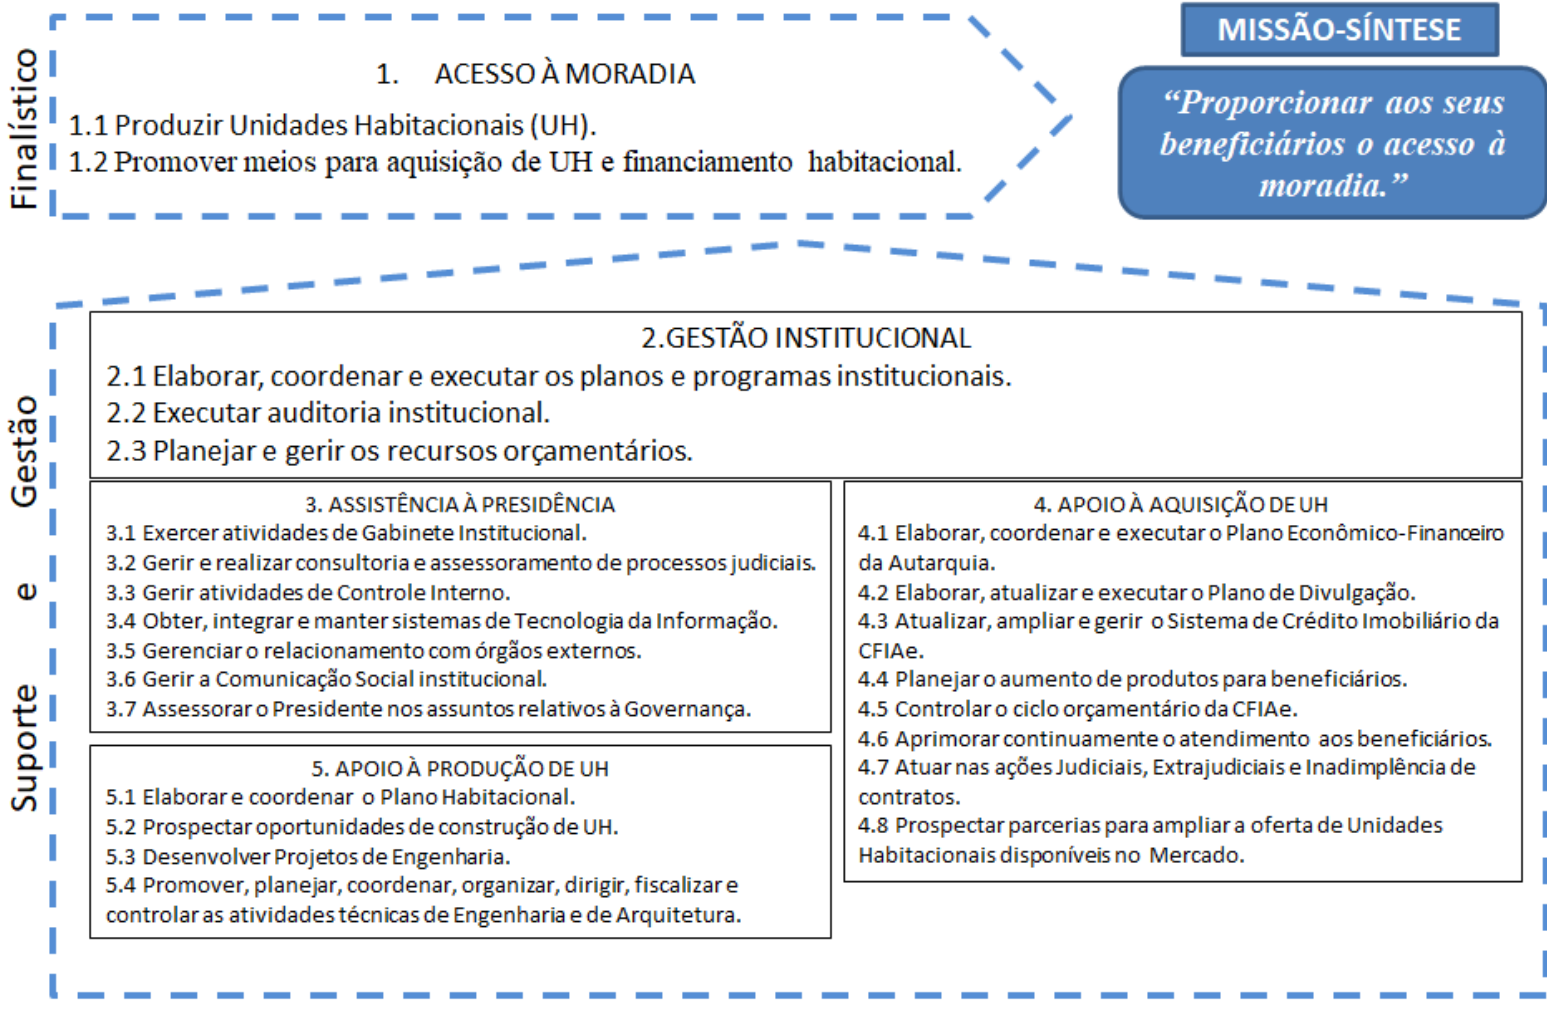 Finalístico
1. ACESSO À MORADIA
1.1 Produzir Unidades Habitacionais (UH).
1.2 Promover meios para aquisição de UH e financiamento habitacional.
MISSÃO-SÍNTESE
“Proporcionar aos seus
beneficiários o acesso à
moradia.”
Suporte e Gestão
2.GESTÃO INSTITUCIONAL
2.1 Elaborar, coordenar e executar os planos e programas institucionais.
2.2 Executar auditoria institucional.
2.3 Planejar e gerir os recursos orçamentários.
3. ASSISTÊNCIA À PRESIDÊNCIA
3.1 Exercer atividades de Gabinete Institucional.
3.2 Gerir e realizar consultoria e assessoramento de processos judiciais.
3.3 Gerir atividades de Controle Interno.
3.4 Obter, integrar e manter sistemas de Tecnologia da Informação.
3.5 Gerenciar o relacionamento com órgãos externos.
3.6 Gerir a Comunicação Social institucional.
3.7 Assessorar o Presidente nos assuntos relativos à Governança.
4. APOIO À AQUISIÇÃO DE UH
4.1 Elaborar, coordenar e executar o Plano Econômico-Financeiro
da Autarquia.
4.2 Elaborar, atualizar e executar o Plano de Divulgação.
4.3 Atualizar, ampliar e gerir o Sistema de Crédito Imobiliário da
CFIAe.
4.4 Planejar o aumento de produtos para beneficiários.
4.5 Controlar o ciclo orçamentário da CFIAe.
4.6 Aprimorar continuamente o atendimento aos beneficiários.
4.7 Atuar nas ações Judiciais, Extrajudiciais e Inadimplência de
contratos.
4.8 Prospectar parcerias para ampliar a oferta de Unidades
Habitacionais disponíveis no Mercado.
5. APOIO À PRODUÇÃO DE UH
5.1 Elaborar e coordenar o Plano Habitacional.
5.2 Prospectar oportunidades de construção de UH.
5.3 Desenvolver Projetos de Engenharia.
5.4 Promover, planejar, coordenar, organizar, dirigir, fiscalizar e
controlar as atividades técnicas de Engenharia e de Arquitetura.